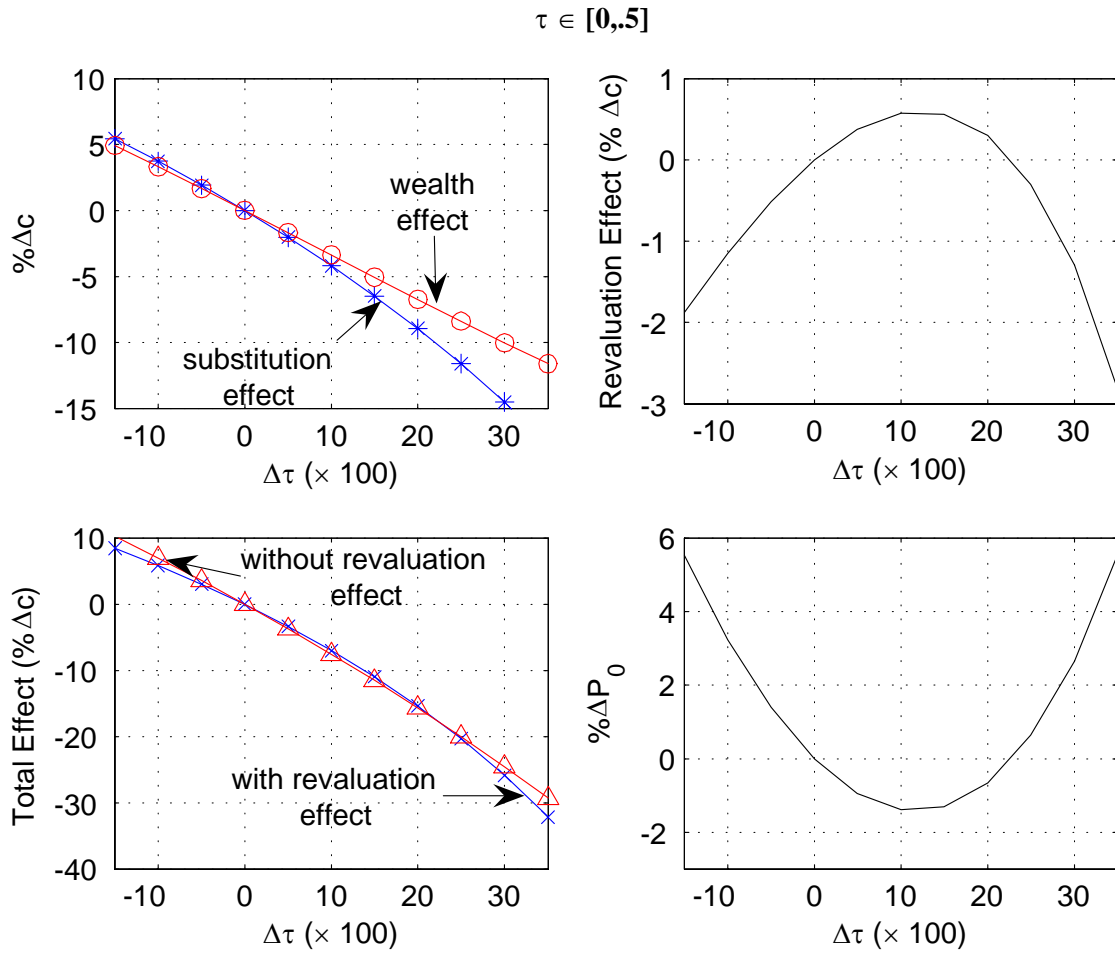 τ ∈ [0,.5]
10
5
0
-5
-10
-15
%Δc
wealth
effect
substitution
effect
-10 0 10 20 30
Δτ (× 100)
1
0
-1
-2
-3
Revaluation Effect (% Δc)
-10 0 10 20 30
Δτ (× 100)
10
0
-10
-20
-30
-40
Total Effect (%Δc)
without revaluation
effect
with revaluation
effect
-10 0 10 20 30
Δτ (× 100)
6
4
2
0
-2
%ΔP_0
-10 0 10 20 30
Δτ (× 100)